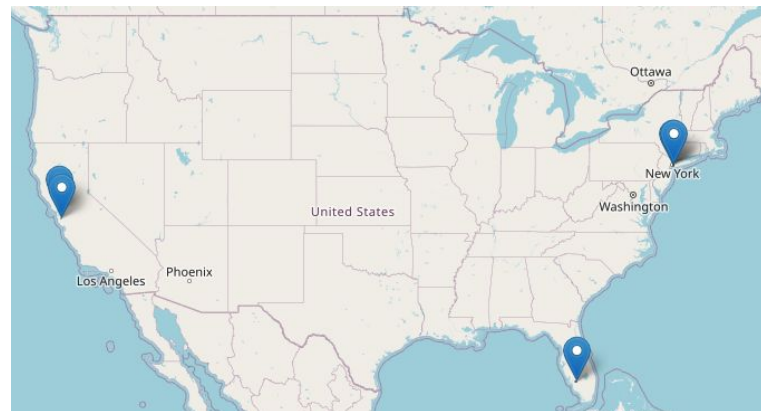 Ottawa
New York
Washington
United States
Phoenix
Los Angeles